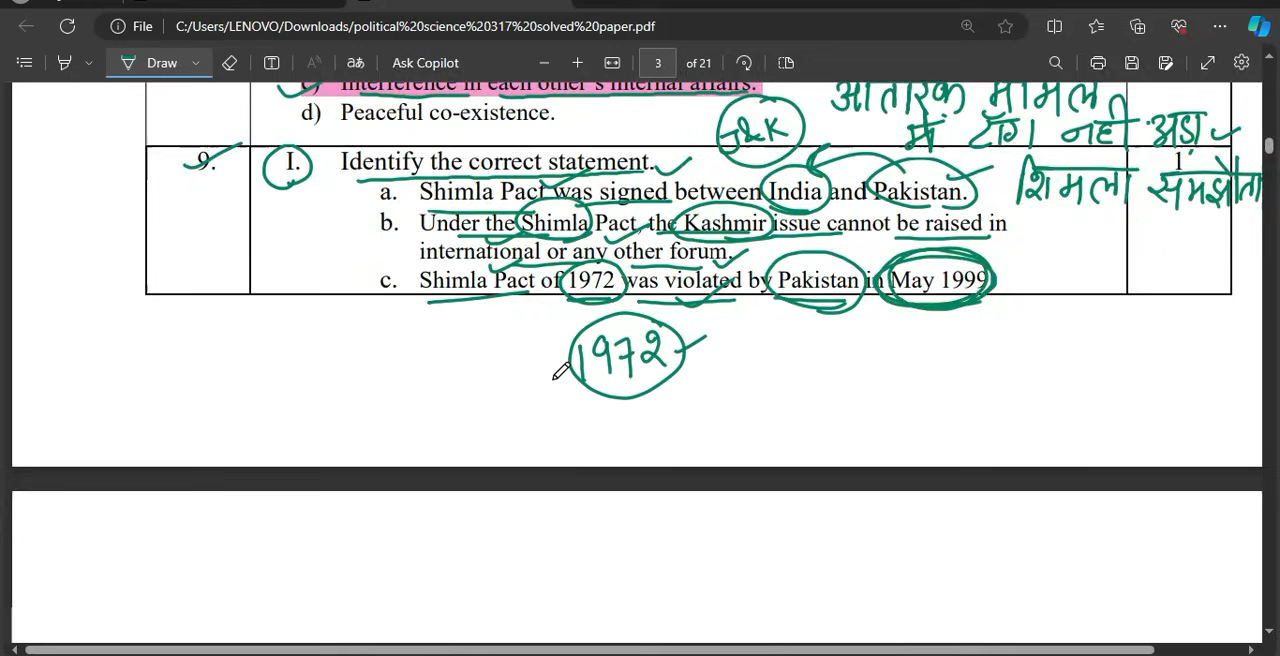 File C:/Users/LENOVO/Downloads/political%20science%20317%20solved%20paper.pdf
Draw Ask Copilot 3 of 21
c) Interference in each other's internal affairs.
d) Peaceful co-existence.
आंतरिक मामले
में टाँग नहीं अड़ा
J&K
9. I. Identify the correct statement. 1
a. Shimla Pact was signed between India and Pakistan.
शिमला समझौता
b. Under the Shimla Pact, the Kashmir issue cannot be raised in
international or any other forum.
c. Shimla Pact of 1972 was violated by Pakistan in May 1999
1972